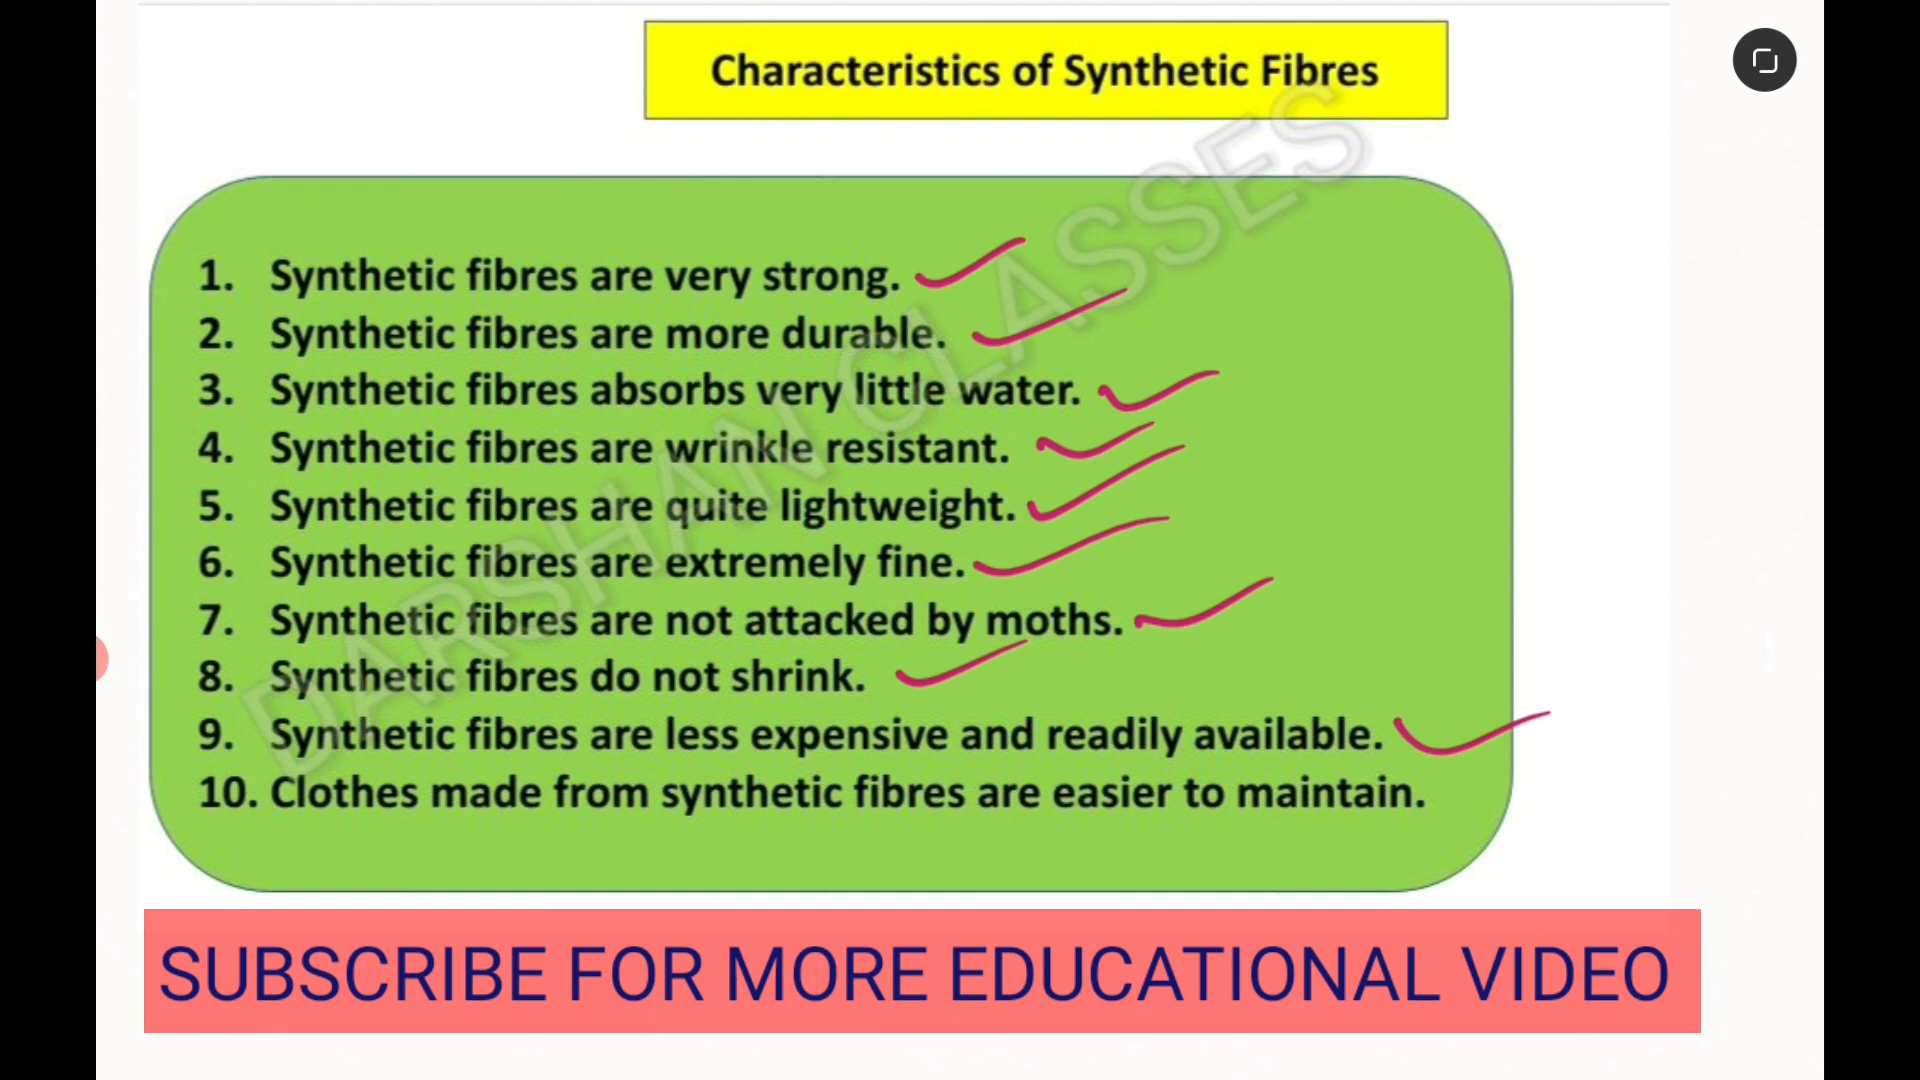 Characteristics of Synthetic Fibres
1. Synthetic fibres are very strong.
2. Synthetic fibres are more durable.
3. Synthetic fibres absorbs very little water.
4. Synthetic fibres are wrinkle resistant.
5. Synthetic fibres are quite lightweight.
6. Synthetic fibres are extremely fine.
7. Synthetic fibres are not attacked by moths.
8. Synthetic fibres do not shrink.
9. Synthetic fibres are less expensive and readily available.
10. Clothes made from synthetic fibres are easier to maintain.
DARSHAN CLASSES
SUBSCRIBE FOR MORE EDUCATIONAL VIDEO